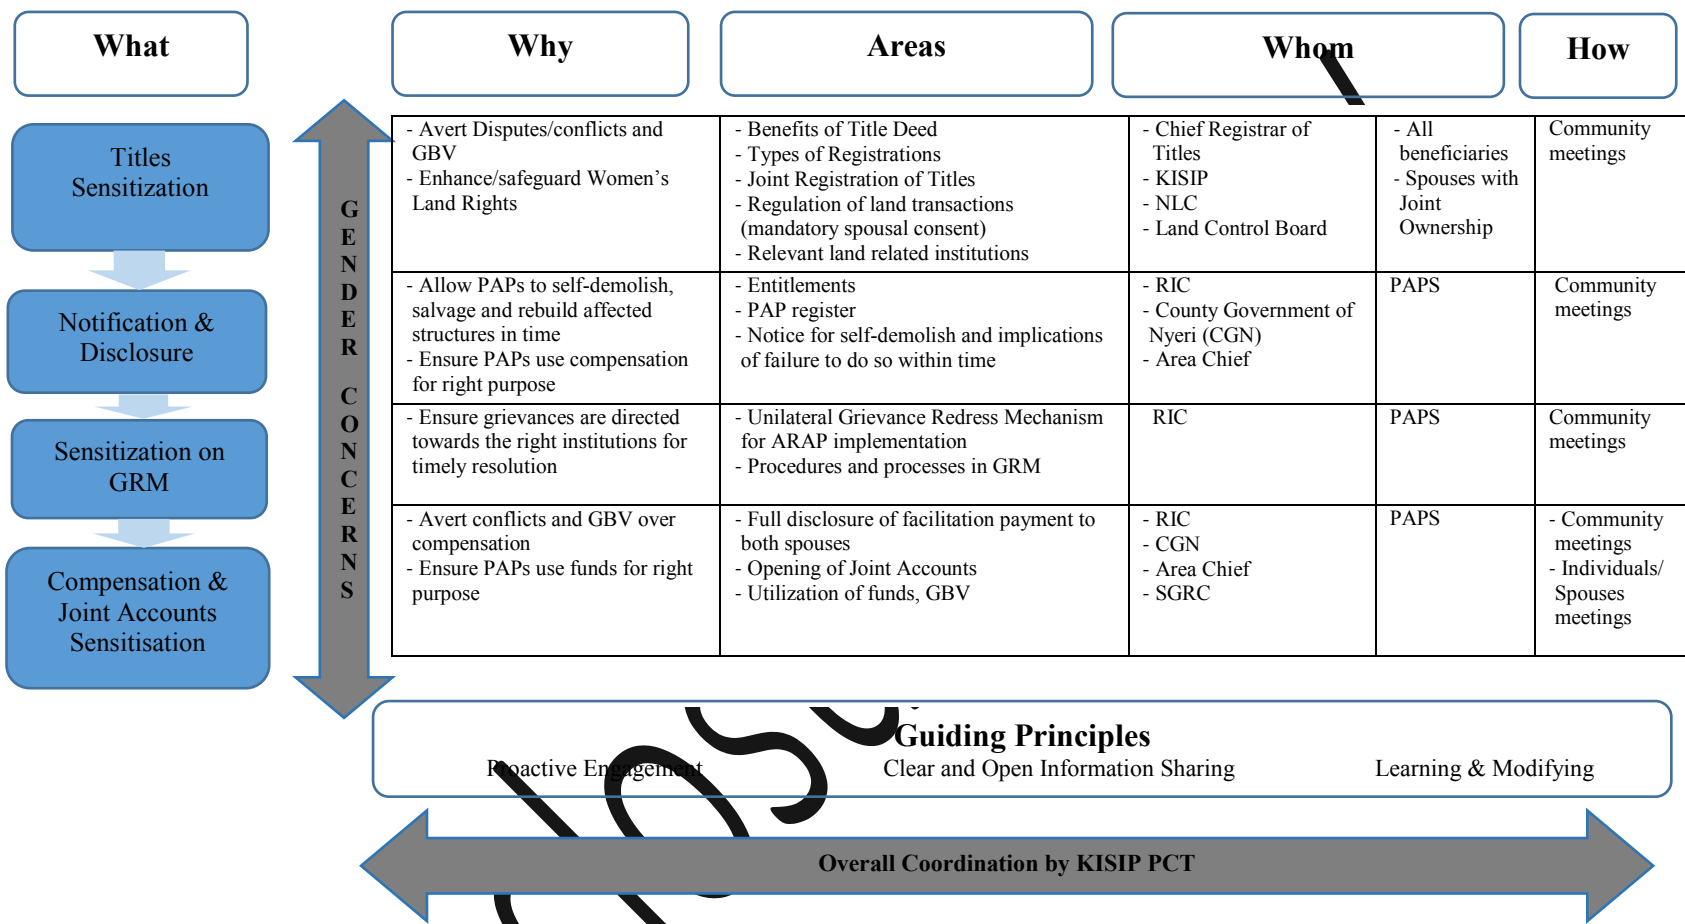 What
Why
Areas
Whom
How
Titles
Sensitization
Notification &
Disclosure
Sensitization on
GRM
Compensation &
Joint Accounts
Sensitisation
GENDER CONCERNS
- Avert Disputes/conflicts and
GBV
- Enhance/safeguard Women's
Land Rights
- Benefits of Title Deed
- Types of Registrations
- Joint Registration of Titles
- Regulation of land transactions
(mandatory spousal consent)
- Relevant land related institutions
- Chief Registrar of
Titles
- KISIP
- NLC
- Land Control Board
- All
beneficiaries
- Spouses with
Joint
Ownership
Community
meetings
- Allow PAPs to self-demolish,
salvage and rebuild affected
structures in time
- Ensure PAPs use compensation
for right purpose
- Entitlements
- PAP register
- Notice for self-demolish and implications
of failure to do so within time
- RIC
- County Government of
Nyeri (CGN)
- Area Chief
PAPS
Community
meetings
- Ensure grievances are directed
towards the right institutions for
timely resolution
- Unilateral Grievance Redress Mechanism
for ARAP implementation
- Procedures and processes in GRM
RIC
PAPS
Community
meetings
- Avert conflicts and GBV over
compensation
- Ensure PAPs use funds for right
purpose
- Full disclosure of facilitation payment to
both spouses
- Opening of Joint Accounts
- Utilization of funds, GBV
- RIC
- CGN
- Area Chief
- SGRC
PAPS
- Community
meetings
- Individuals/
Spouses
meetings
Guiding Principles
Proactive Engagement
Clear and Open Information Sharing
Learning & Modifying
Overall Coordination by KISIP PCT